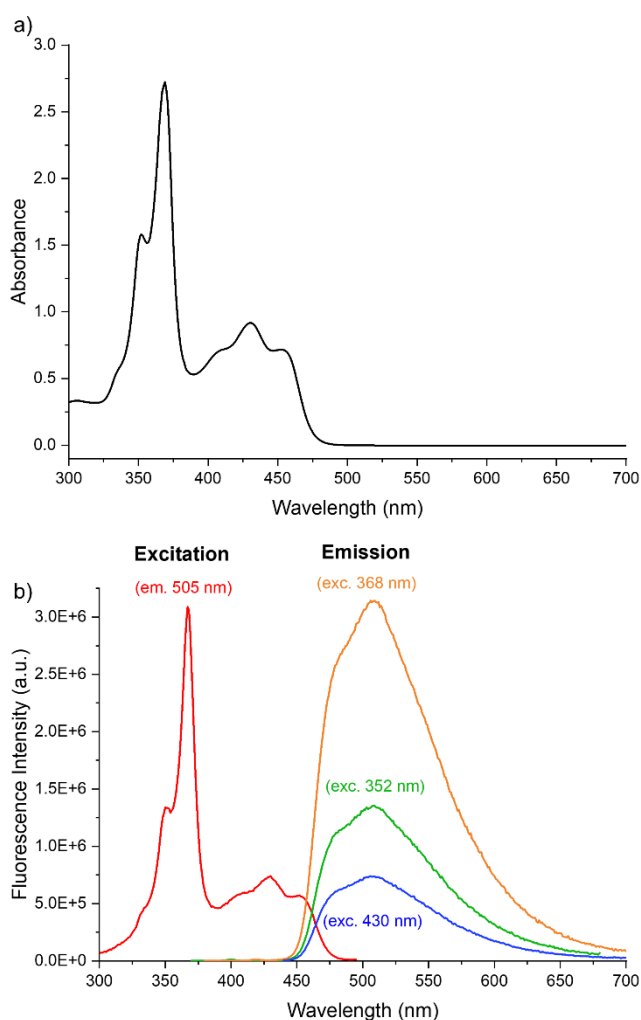 a)
3.0
2.5
2.0
1.5
1.0
0.5
0.0
Absorbance
300 350 400 450 500 550 600 650 700
Wavelength (nm)
Excitation Emission
b) (em. 505 nm) (exc. 368 nm)
3.0E+6
2.5E+6
2.0E+6
1.5E+6
1.0E+6
5.0E+5
0.0E+0
Fluorescence Intensity (a.u.)
(exc. 352 nm)
(exc. 430 nm)
300 350 400 450 500 550 600 650 700
Wavelength (nm)